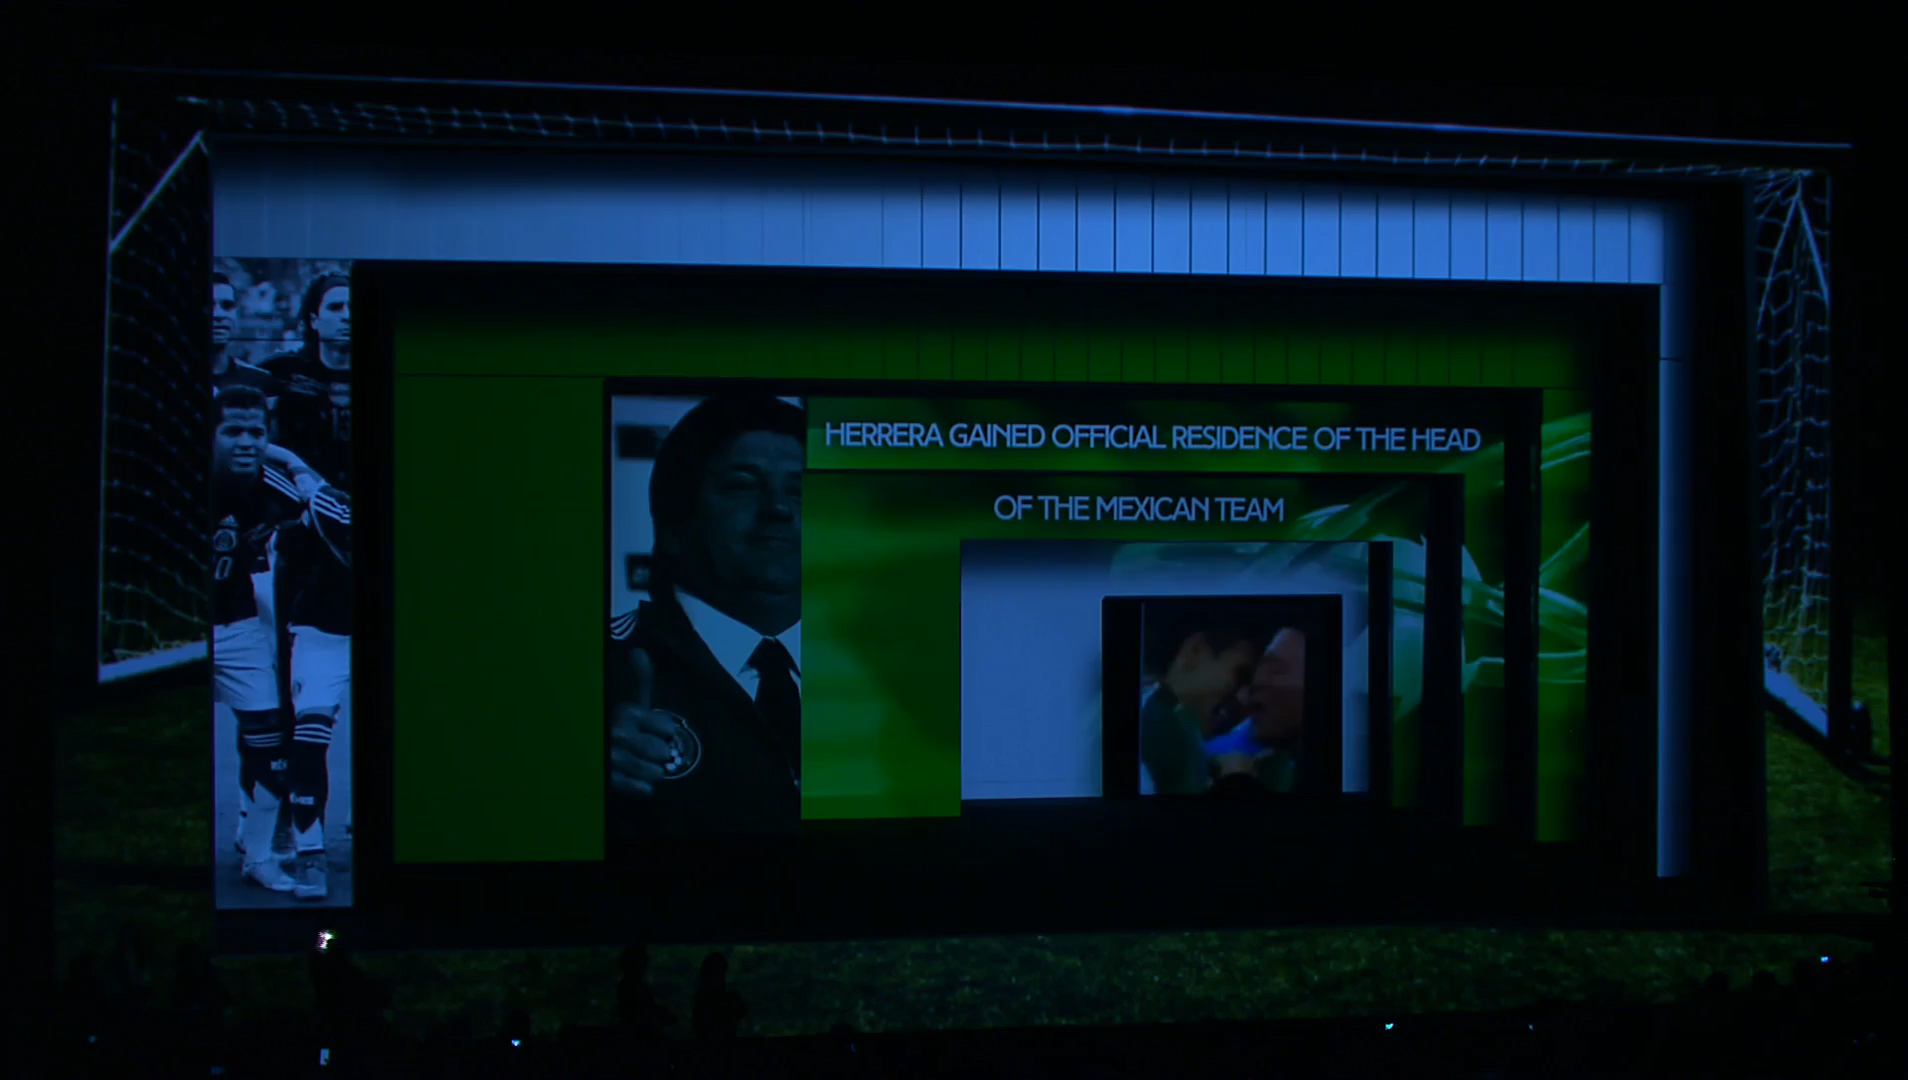 HERRERA GAINED OFFICIAL RESIDENCE OF THE HEAD
OF THE MEXICAN TEAM